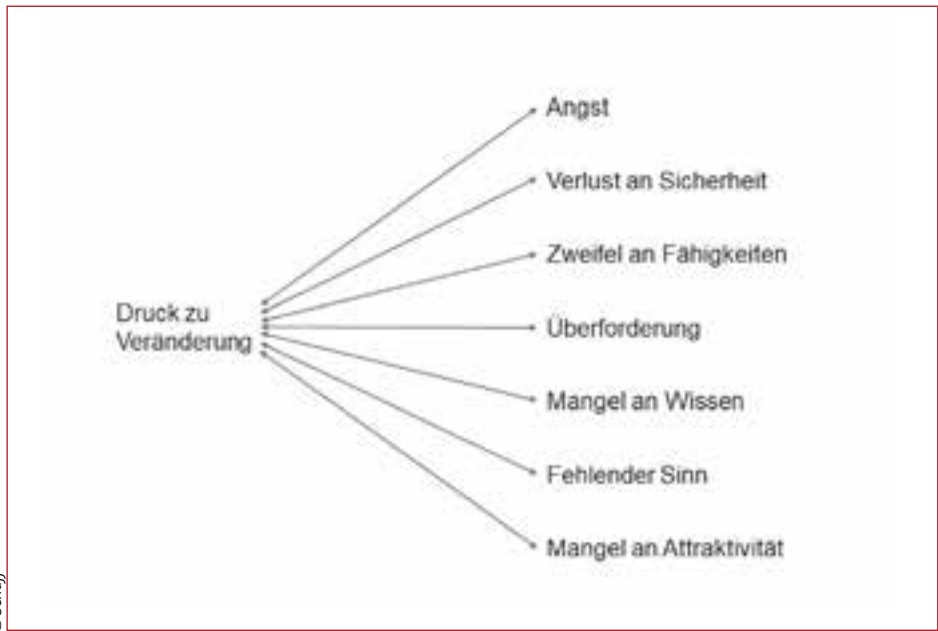 Angst
Verlust an Sicherheit
Zweifel an Fähigkeiten
Druck zu
Veränderung
Überforderung
Mangel an Wissen
Fehlender Sinn
Mangel an Attraktivität